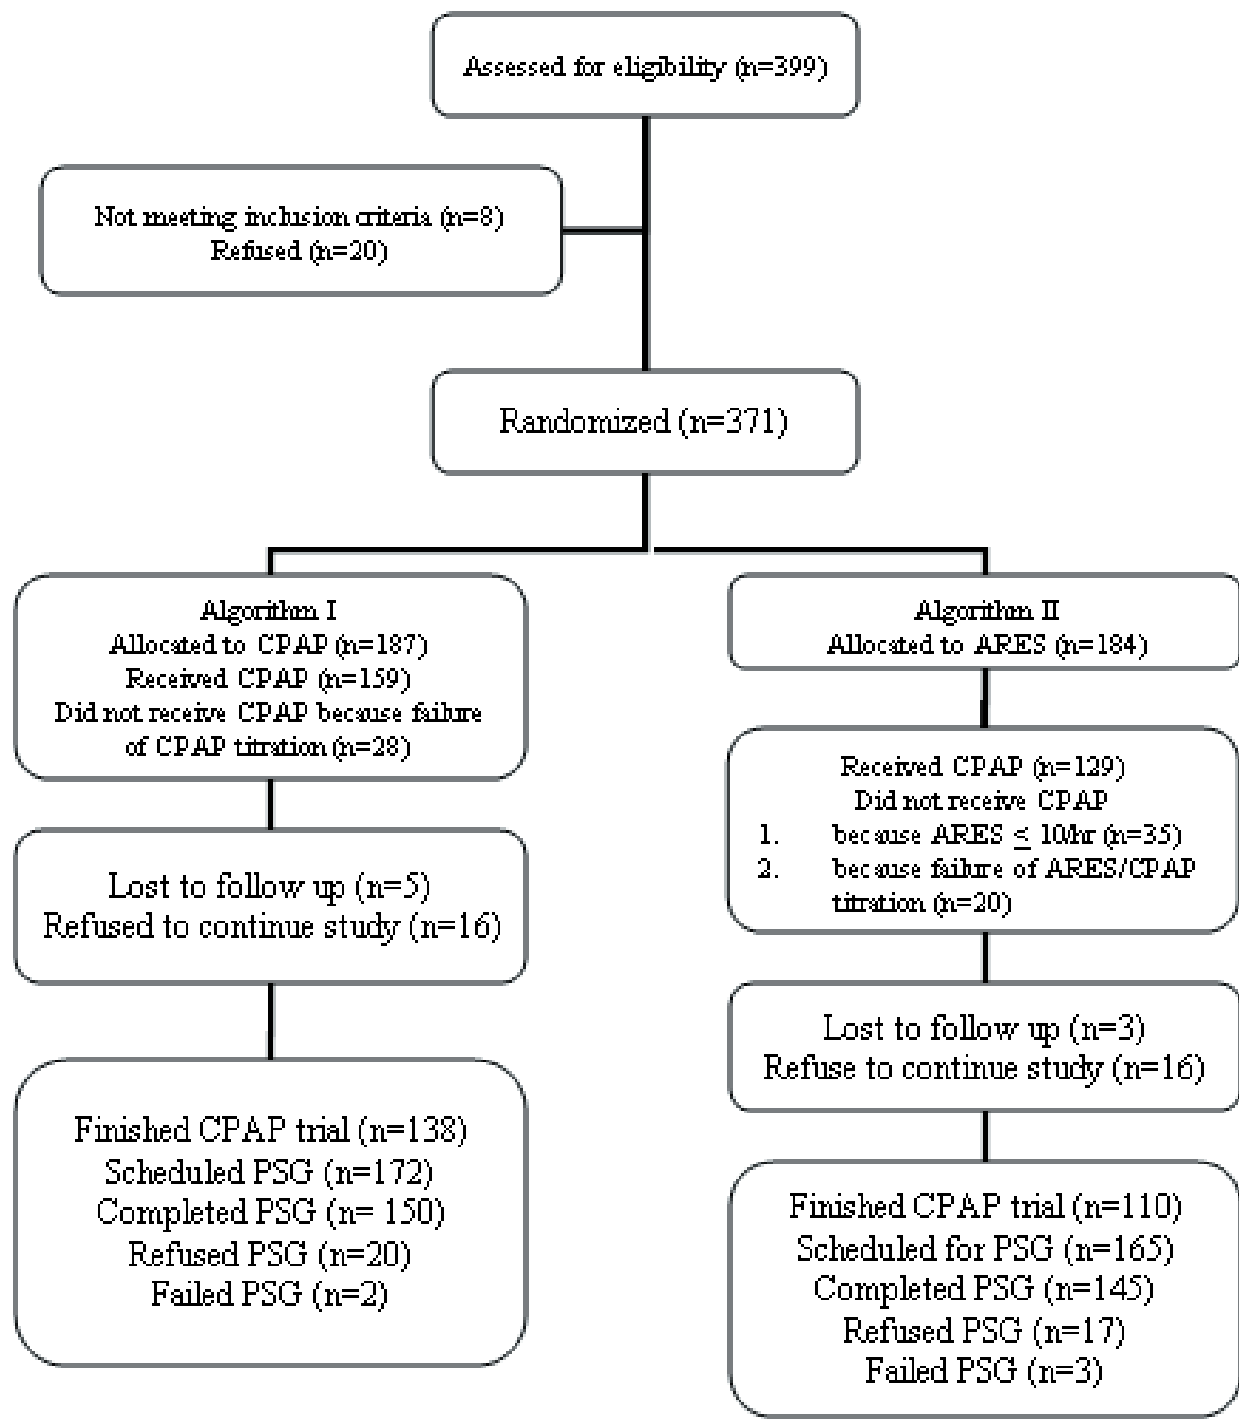 Assessed for eligibility (n=399)
Not meeting inclusion criteria (n=8)
Refused (n=20)
Randomized (n=371)
Algorithm I
Allocated to CPAP (n=187)
Received CPAP (n=159)
Did not receive CPAP because failure
of CPAP titration (n=28)
Lost to follow up (n=5)
Refused to continue study (n=16)
Finished CPAP trial (n=138)
Scheduled PSG (n=172)
Completed PSG (n= 150)
Refused PSG (n=20)
Failed PSG (n=2)
Algorithm II
Allocated to ARES (n=184)
Received CPAP (n=129)
Did not receive CPAP
1. because ARES ≤ 10/hr (n=35)
2. because failure of ARES/CPAP
titration (n=20)
Lost to follow up (n=3)
Refuse to continue study (n=16)
Finished CPAP trial (n=110)
Scheduled for PSG (n=165)
Completed PSG (n=145)
Refused PSG (n=17)
Failed PSG (n=3)